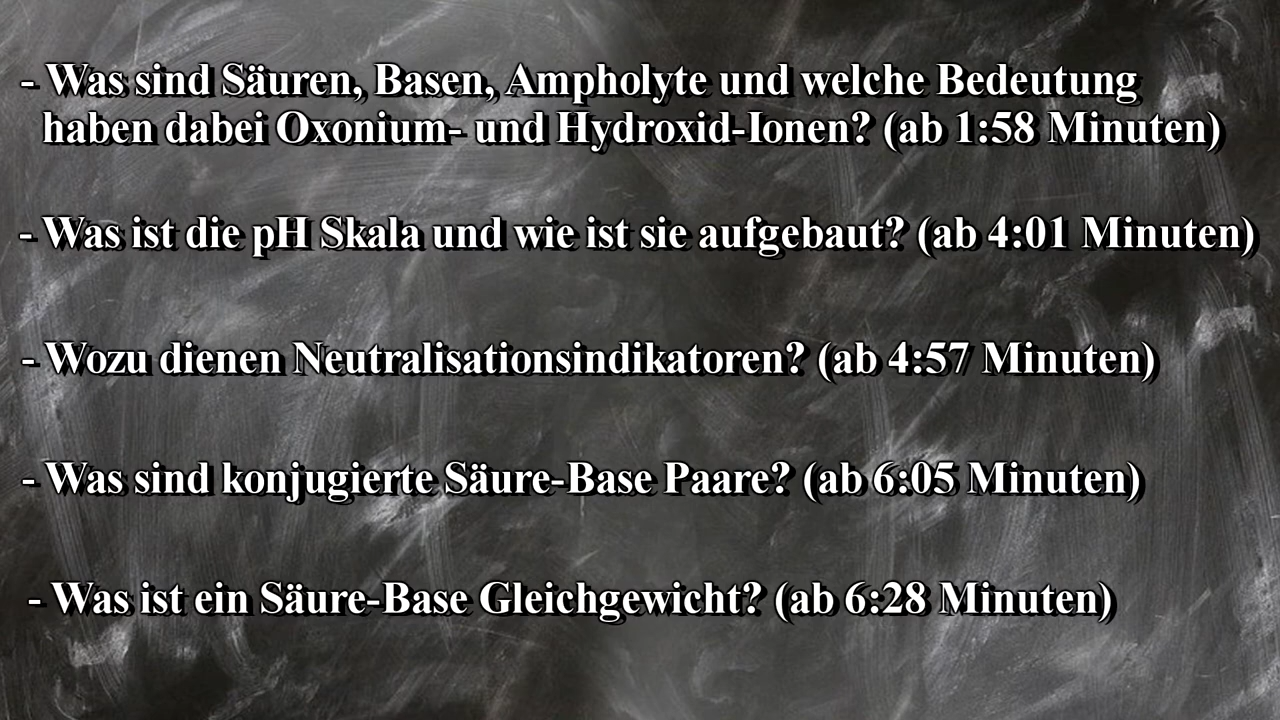 - Was sind Säuren, Basen, Ampholyte und welche Bedeutung
haben dabei Oxonium- und Hydroxid-Ionen? (ab 1:58 Minuten)
- Was ist die pH Skala und wie ist sie aufgebaut? (ab 4:01 Minuten)
- Wozu dienen Neutralisationsindikatoren? (ab 4:57 Minuten)
- Was sind konjugierte Säure-Base Paare? (ab 6:05 Minuten)
- Was ist ein Säure-Base Gleichgewicht? (ab 6:28 Minuten)